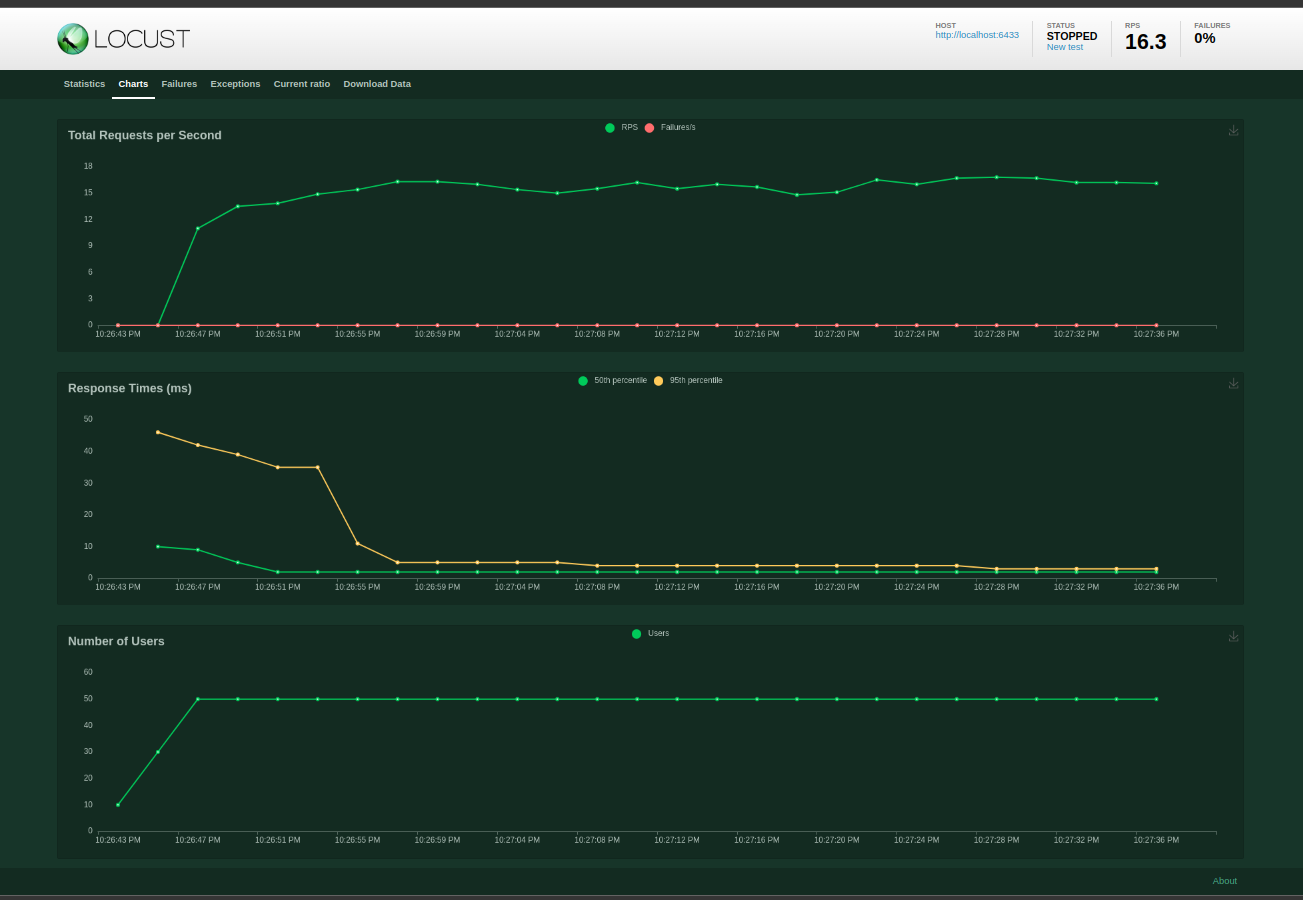 LOCUST
HOST
http://localhost:6433
STATUS
STOPPED
New test
RPS
16.3
FAILURES
0%
Statistics Charts Failures Exceptions Current ratio Download Data
Total Requests per Second
RPS Failures/s
18
15
12
9
6
3
0
10:26:43 PM 10:26:47 PM 10:26:51 PM 10:26:55 PM 10:26:59 PM 10:27:04 PM 10:27:08 PM 10:27:12 PM 10:27:16 PM 10:27:20 PM 10:27:24 PM 10:27:28 PM 10:27:32 PM 10:27:36 PM
Response Times (ms)
50th percentile 95th percentile
50
40
30
20
10
0
10:26:43 PM 10:26:47 PM 10:26:51 PM 10:26:55 PM 10:26:59 PM 10:27:04 PM 10:27:08 PM 10:27:12 PM 10:27:16 PM 10:27:20 PM 10:27:24 PM 10:27:28 PM 10:27:32 PM 10:27:36 PM
Number of Users
Users
60
50
40
30
20
10
0
10:26:43 PM 10:26:47 PM 10:26:51 PM 10:26:55 PM 10:26:59 PM 10:27:04 PM 10:27:08 PM 10:27:12 PM 10:27:16 PM 10:27:20 PM 10:27:24 PM 10:27:28 PM 10:27:32 PM 10:27:36 PM
About